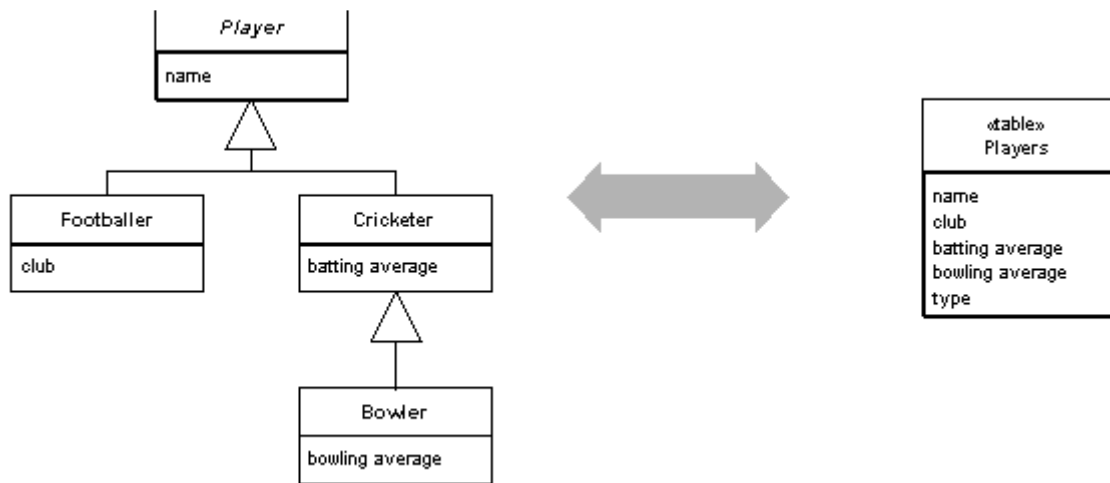 Player
name
Footballer
club
Cricketer
batting average
Bowler
bowling average
«table»
Players
name
club
batting average
bowling average
type